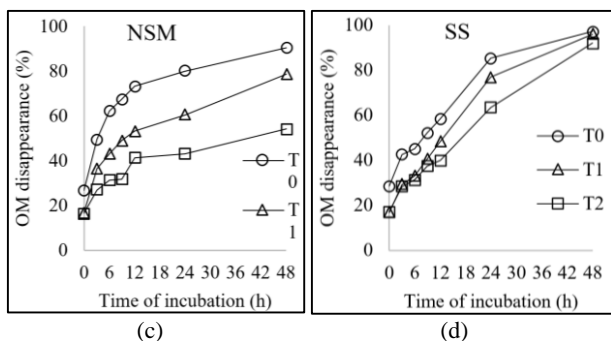 NSM
OM disappearance (%)
100
80
60
40
20
0
0 6 12 18 24 30 36 42 48
Time of incubation (h)
T
0
T
1
(c)
SS
OM disappearance (%)
100
80
60
40
20
0
0 6 12 18 24 30 36 42 48
Time of incubation (h)
T0
T1
T2
(d)